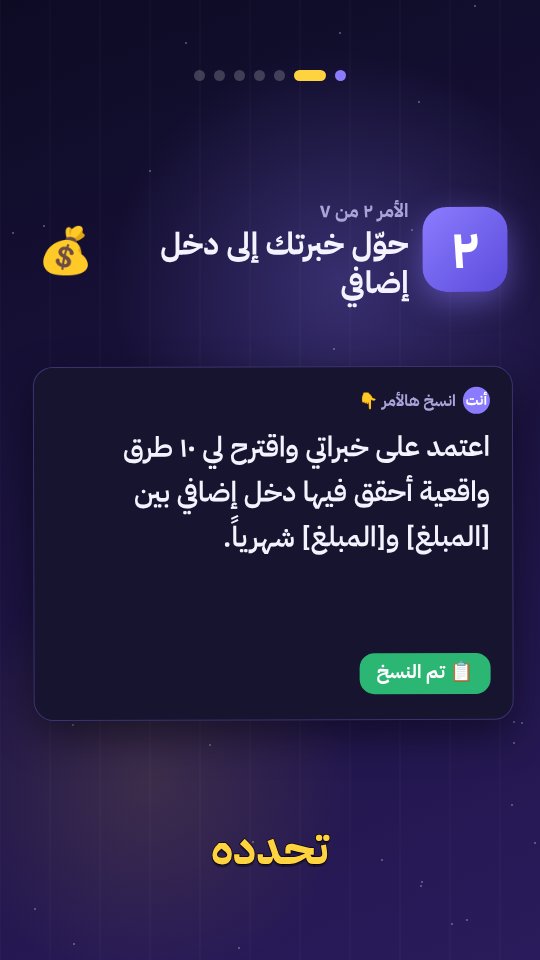 الأمر ٢ من ٧
٢
حوّل خبرتك إلى دخل
إضافي
أنت
انسخ هالأمر 👇
اعتمد على خبراتي واقترح لي ١٠ طرق
واقعية أحقق فيها دخل إضافي بين
[المبلغ] و[المبلغ] شهرياً.
📋 تم النسخ
تحدده